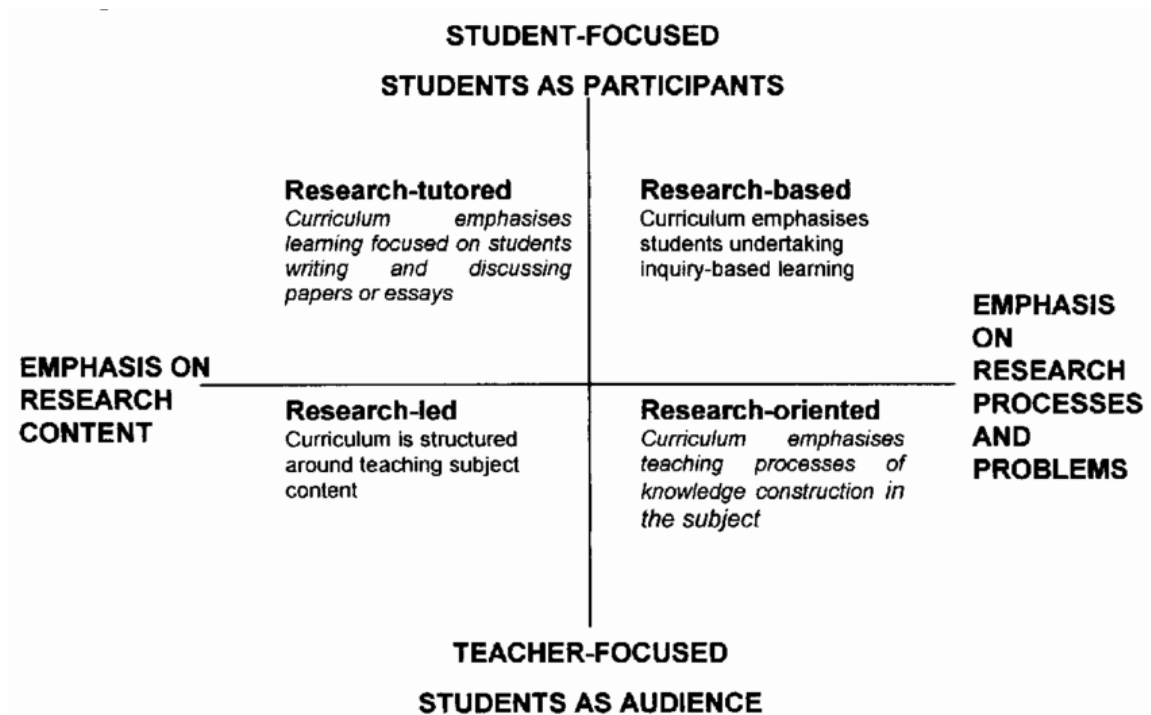 STUDENT-FOCUSED
STUDENTS AS PARTICIPANTS
Research-tutored
Curriculum emphasises
learning focused on students
writing and discussing
papers or essays
Research-based
Curriculum emphasises
students undertaking
inquiry-based learning
EMPHASIS ON
RESEARCH
CONTENT
EMPHASIS
ON
RESEARCH
PROCESSES
AND
PROBLEMS
Research-led
Curriculum is structured
around teaching subject
content
Research-oriented
Curriculum emphasises
teaching processes of
knowledge construction in
the subject
TEACHER-FOCUSED
STUDENTS AS AUDIENCE